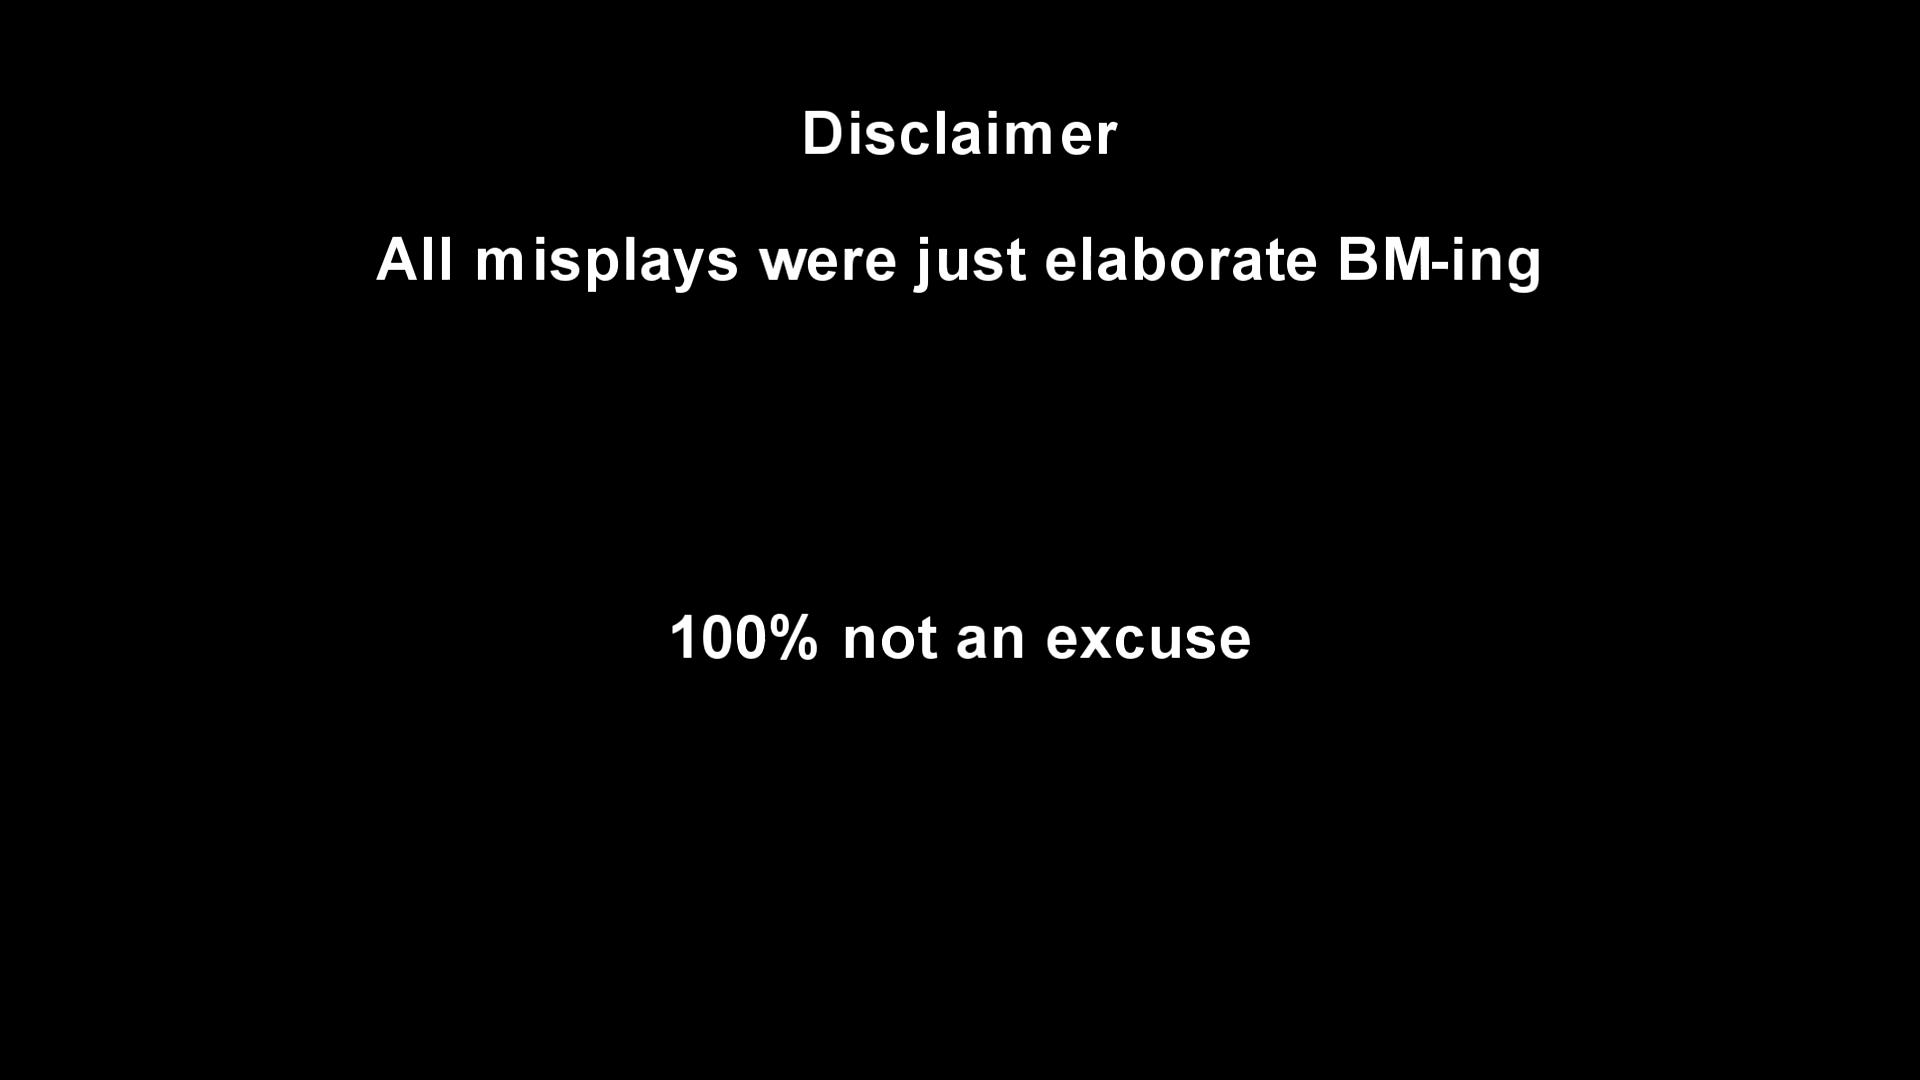 Disclaimer
All misplays were just elaborate BM-ing
100% not an excuse